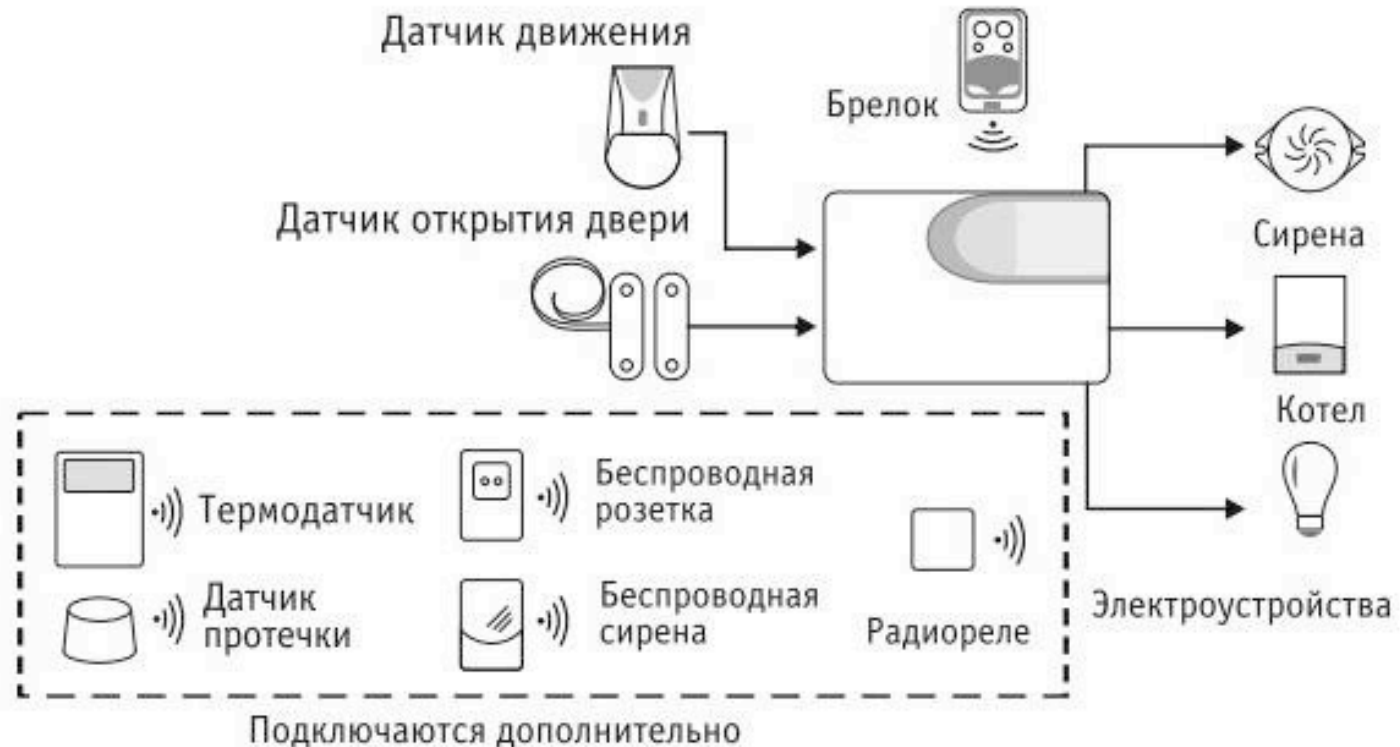 Датчик движения
Брелок
Датчик открытия двери
Сирена
Котел
Термодатчик
Беспроводная
розетка
Датчик
протечки
Беспроводная
сирена
Радиореле
Электроустройства
Подключаются дополнительно